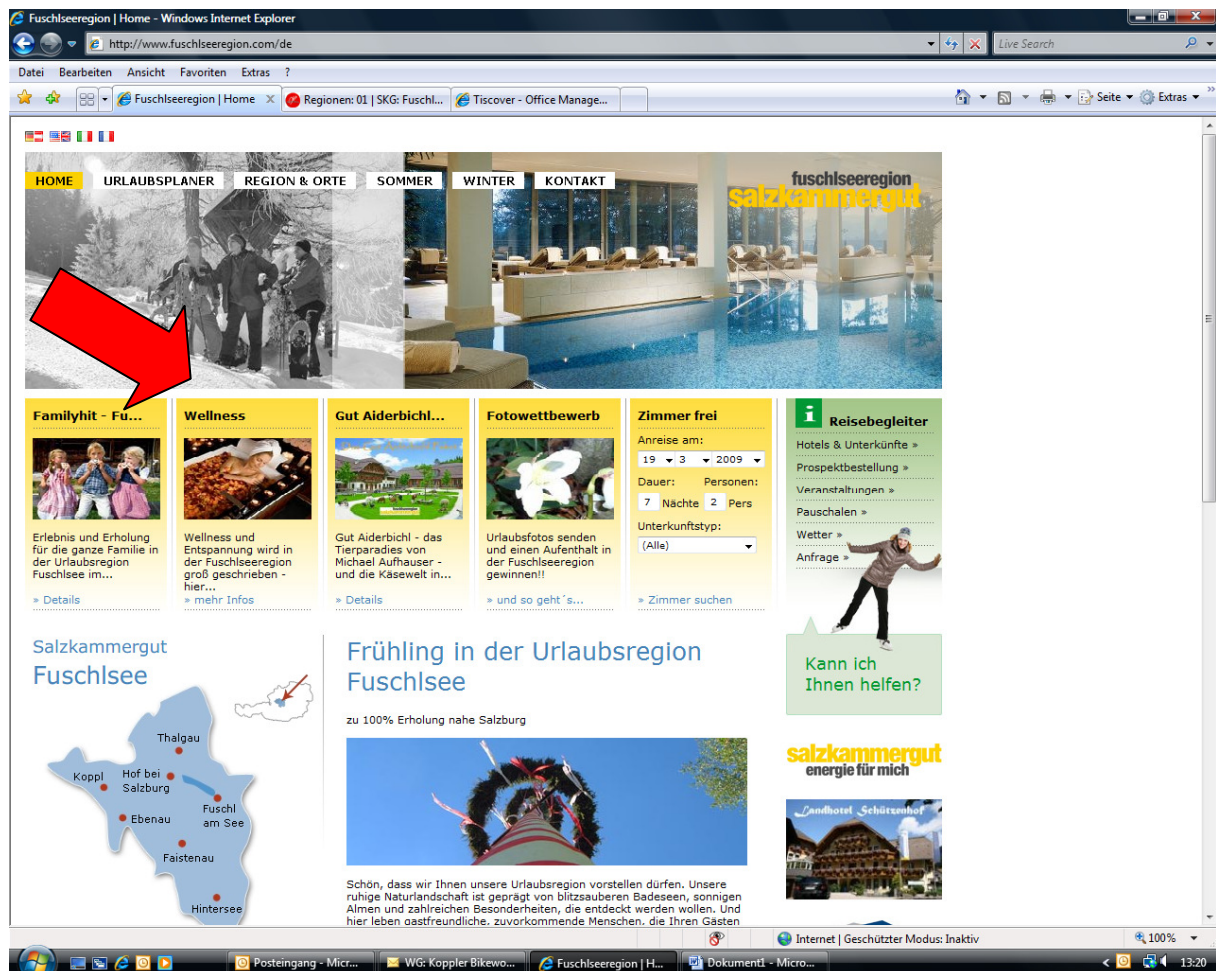 Fuschlseeregion | Home - Windows Internet Explorer
http://www.fuschlseeregion.com/de
Live Search
Datei Bearbeiten Ansicht Favoriten Extras ?
Fuschlseeregion | Home X Regionen: 01 | SKG: Fuschl... Tiscover - Office Manage...
Seite Extras
HOME URLAUBSPLANER REGION & ORTE SOMMER WINTER KONTAKT
fuschlseeregion
salzkammergut
Familyhit - Fu...
Erlebnis und Erholung
für die ganze Familie in
der Urlaubsregion
Fuschlsee im...
» Details
Wellness
Wellness und
Entspannung wird in
der Fuschlseeregion
groß geschrieben -
hier...
» mehr Infos
Gut Aiderbichl...
Gut Aiderbichl - das
Tierparadies von
Michael Aufhauser -
und die Käsewelt in...
» Details
Fotowettbewerb
Urlaubsfotos senden
und einen Aufenthalt in
der Fuschlseeregion
gewinnen!!
» und so geht´s...
Zimmer frei
Anreise am:
19 3 2009
Dauer: Personen:
7 Nächte 2 Pers
Unterkunftstyp:
(Alle)
» Zimmer suchen
i Reisebegleiter
Hotels & Unterkünfte »
Prospektbestellung »
Veranstaltungen »
Pauschalen »
Wetter »
Anfrage »
Kann ich
Ihnen helfen?
Salzkammergut
Fuschlsee
Thalgau
Koppl
Hof bei
Salzburg
Fuschl
am See
Ebenau
Faistenau
Hintersee
Frühling in der Urlaubsregion
Fuschlsee
zu 100% Erholung nahe Salzburg
Schön, dass wir Ihnen unsere Urlaubsregion vorstellen dürfen. Unsere
ruhige Naturlandschaft ist geprägt von blitzsauberen Badeseen, sonnigen
Almen und zahlreichen Besonderheiten, die entdeckt werden wollen. Und
hier leben gastfreundliche, zuvorkommende Menschen, die Ihren Gästen
salzkammergut
energie für mich
Landhotel Schützenhof
Internet | Geschützter Modus: Inaktiv
100%
Posteingang - Micr... WG: Koppler Bikewo... Fuschlseeregion | H... Dokument1 - Micro...
13:20